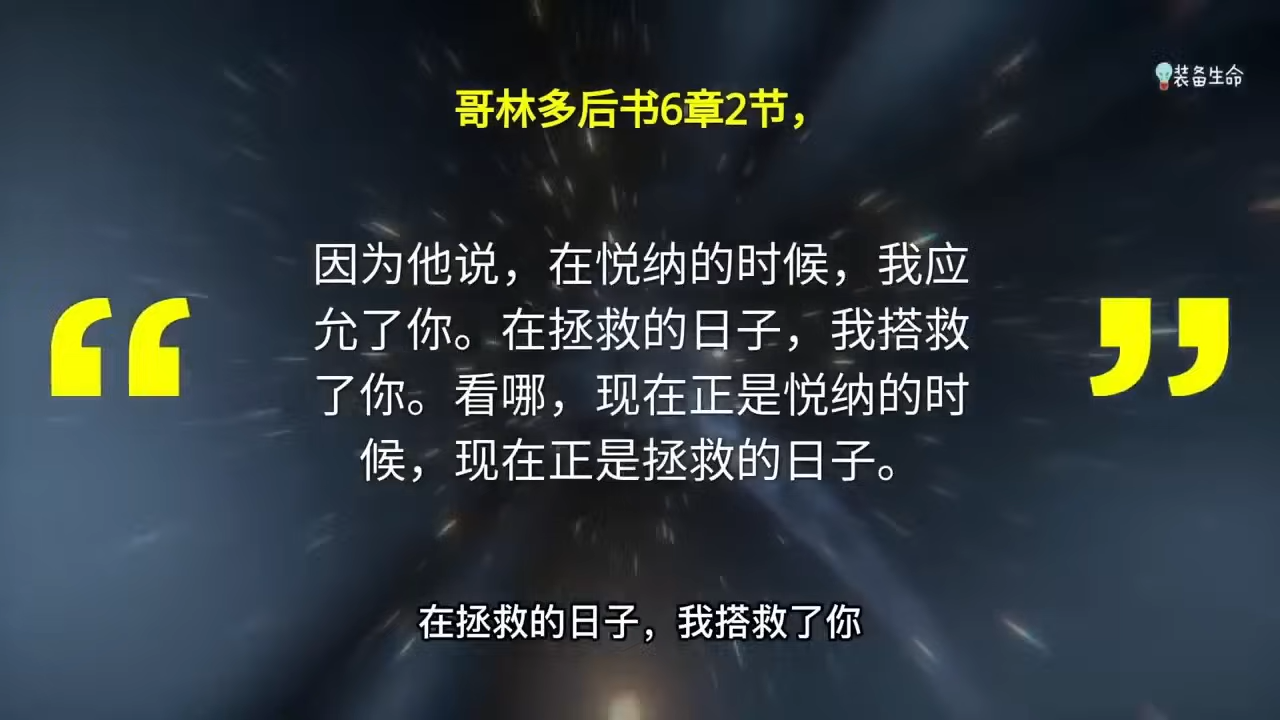 装备生命
哥林多后书6章2节，
因为他说，在悦纳的时候，我应
允了你。在拯救的日子，我搭救
了你。看哪，现在正是悦纳的时
候，现在正是拯救的日子。
“ ”
在拯救的日子，我搭救了你